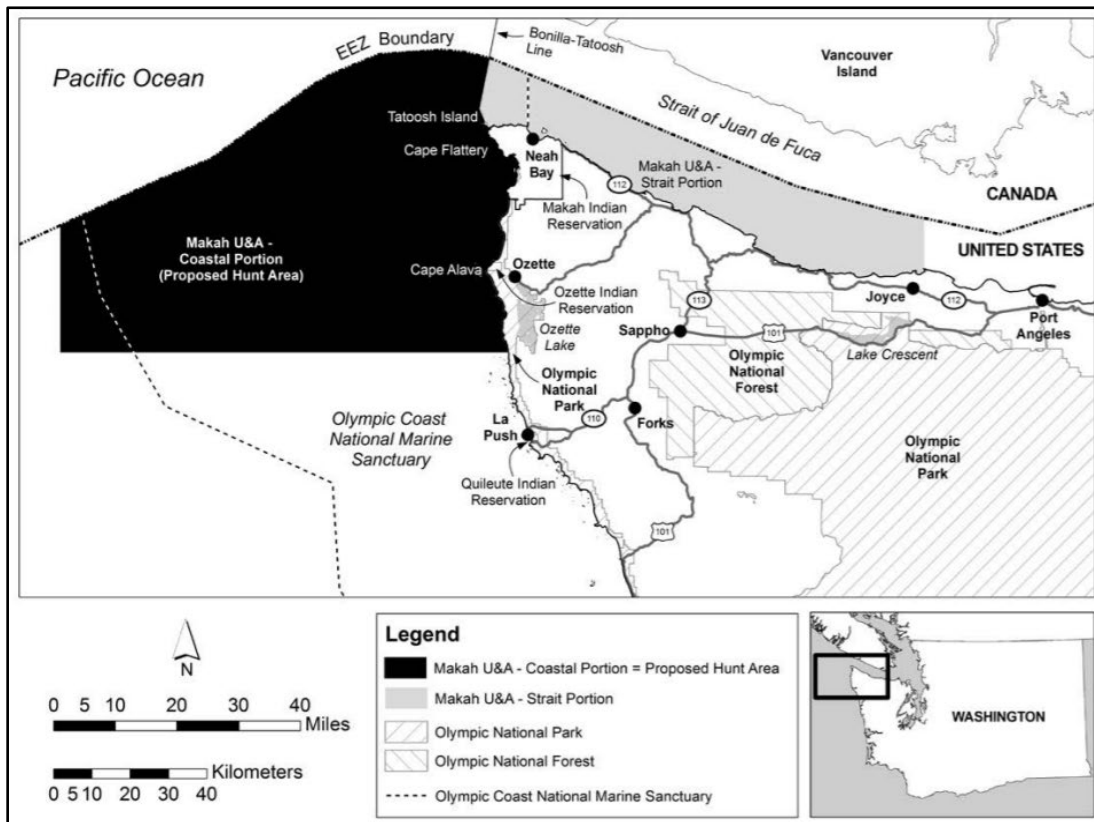 EEZ Boundary
Bonilla-Tatoosh
Line
Pacific Ocean
Vancouver
Island
Strait of Juan de Fuca
Tatoosh Island
Cape Flattery
Neah
Bay
Makah U&A -
Strait Portion
112
CANADA
Makah Indian
Reservation
Makah U&A -
Coastal Portion
(Proposed Hunt Area)
UNITED STATES
Cape Alava
Ozette
Ozette Indian
Reservation
Ozette
Lake
113
Joyce
112
Port
Angeles
Sappho
101
Lake Crescent
Olympic
National
Park
Olympic
National
Forest
Olympic Coast
National Marine
Sanctuary
La
Push
110
Forks
Olympic
National
Park
Quileute Indian
Reservation
101
N
0 5 10 20 30 40
Miles
Kilometers
0 5 10 20 30 40
Legend
Makah U&A - Coastal Portion = Proposed Hunt Area
Makah U&A - Strait Portion
Olympic National Park
Olympic National Forest
Olympic Coast National Marine Sanctuary
WASHINGTON